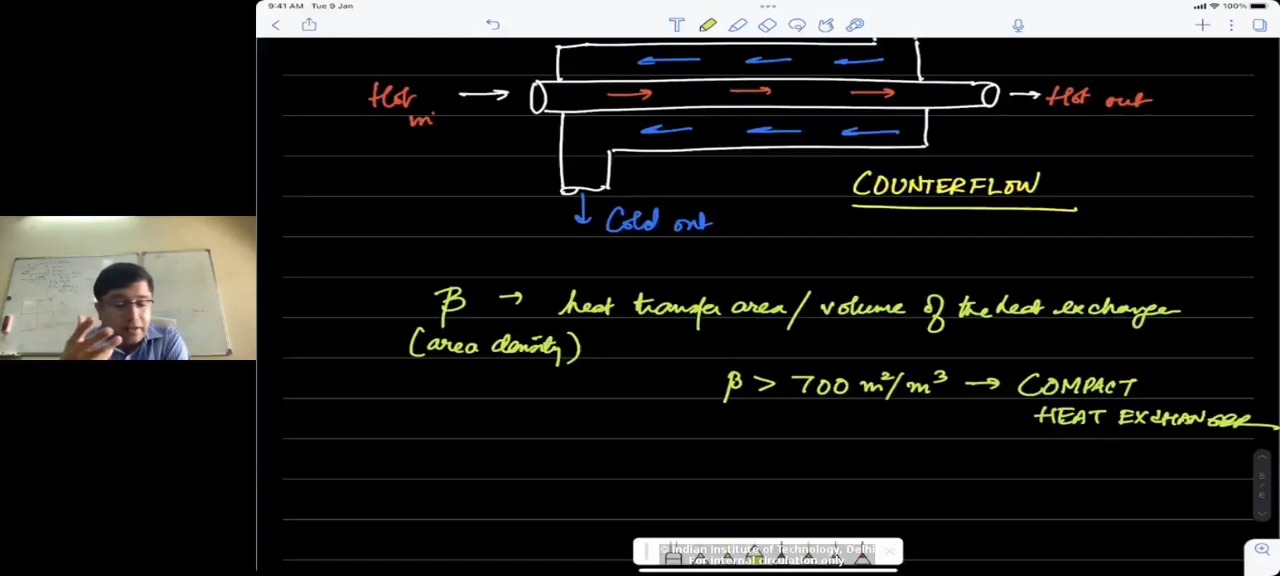 9:41 AM Tue 9 Jan
100%
T
Hot
in
Hot out
COUNTERFLOW
Cold out
β → heat transfer area / volume of the heat exchanger
(area density)
β > 700 m²/m³ → COMPACT
HEAT EXCHANGER
5
/
6
© Indian Institute of Technology, Delhi
For internal circulation only